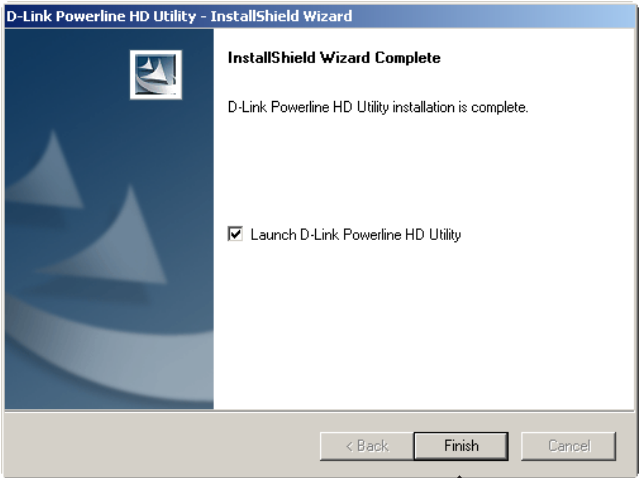 D-Link Powerline HD Utility - InstallShield Wizard
InstallShield Wizard Complete
D-Link Powerline HD Utility installation is complete.
Launch D-Link Powerline HD Utility
< Back
Finish
Cancel